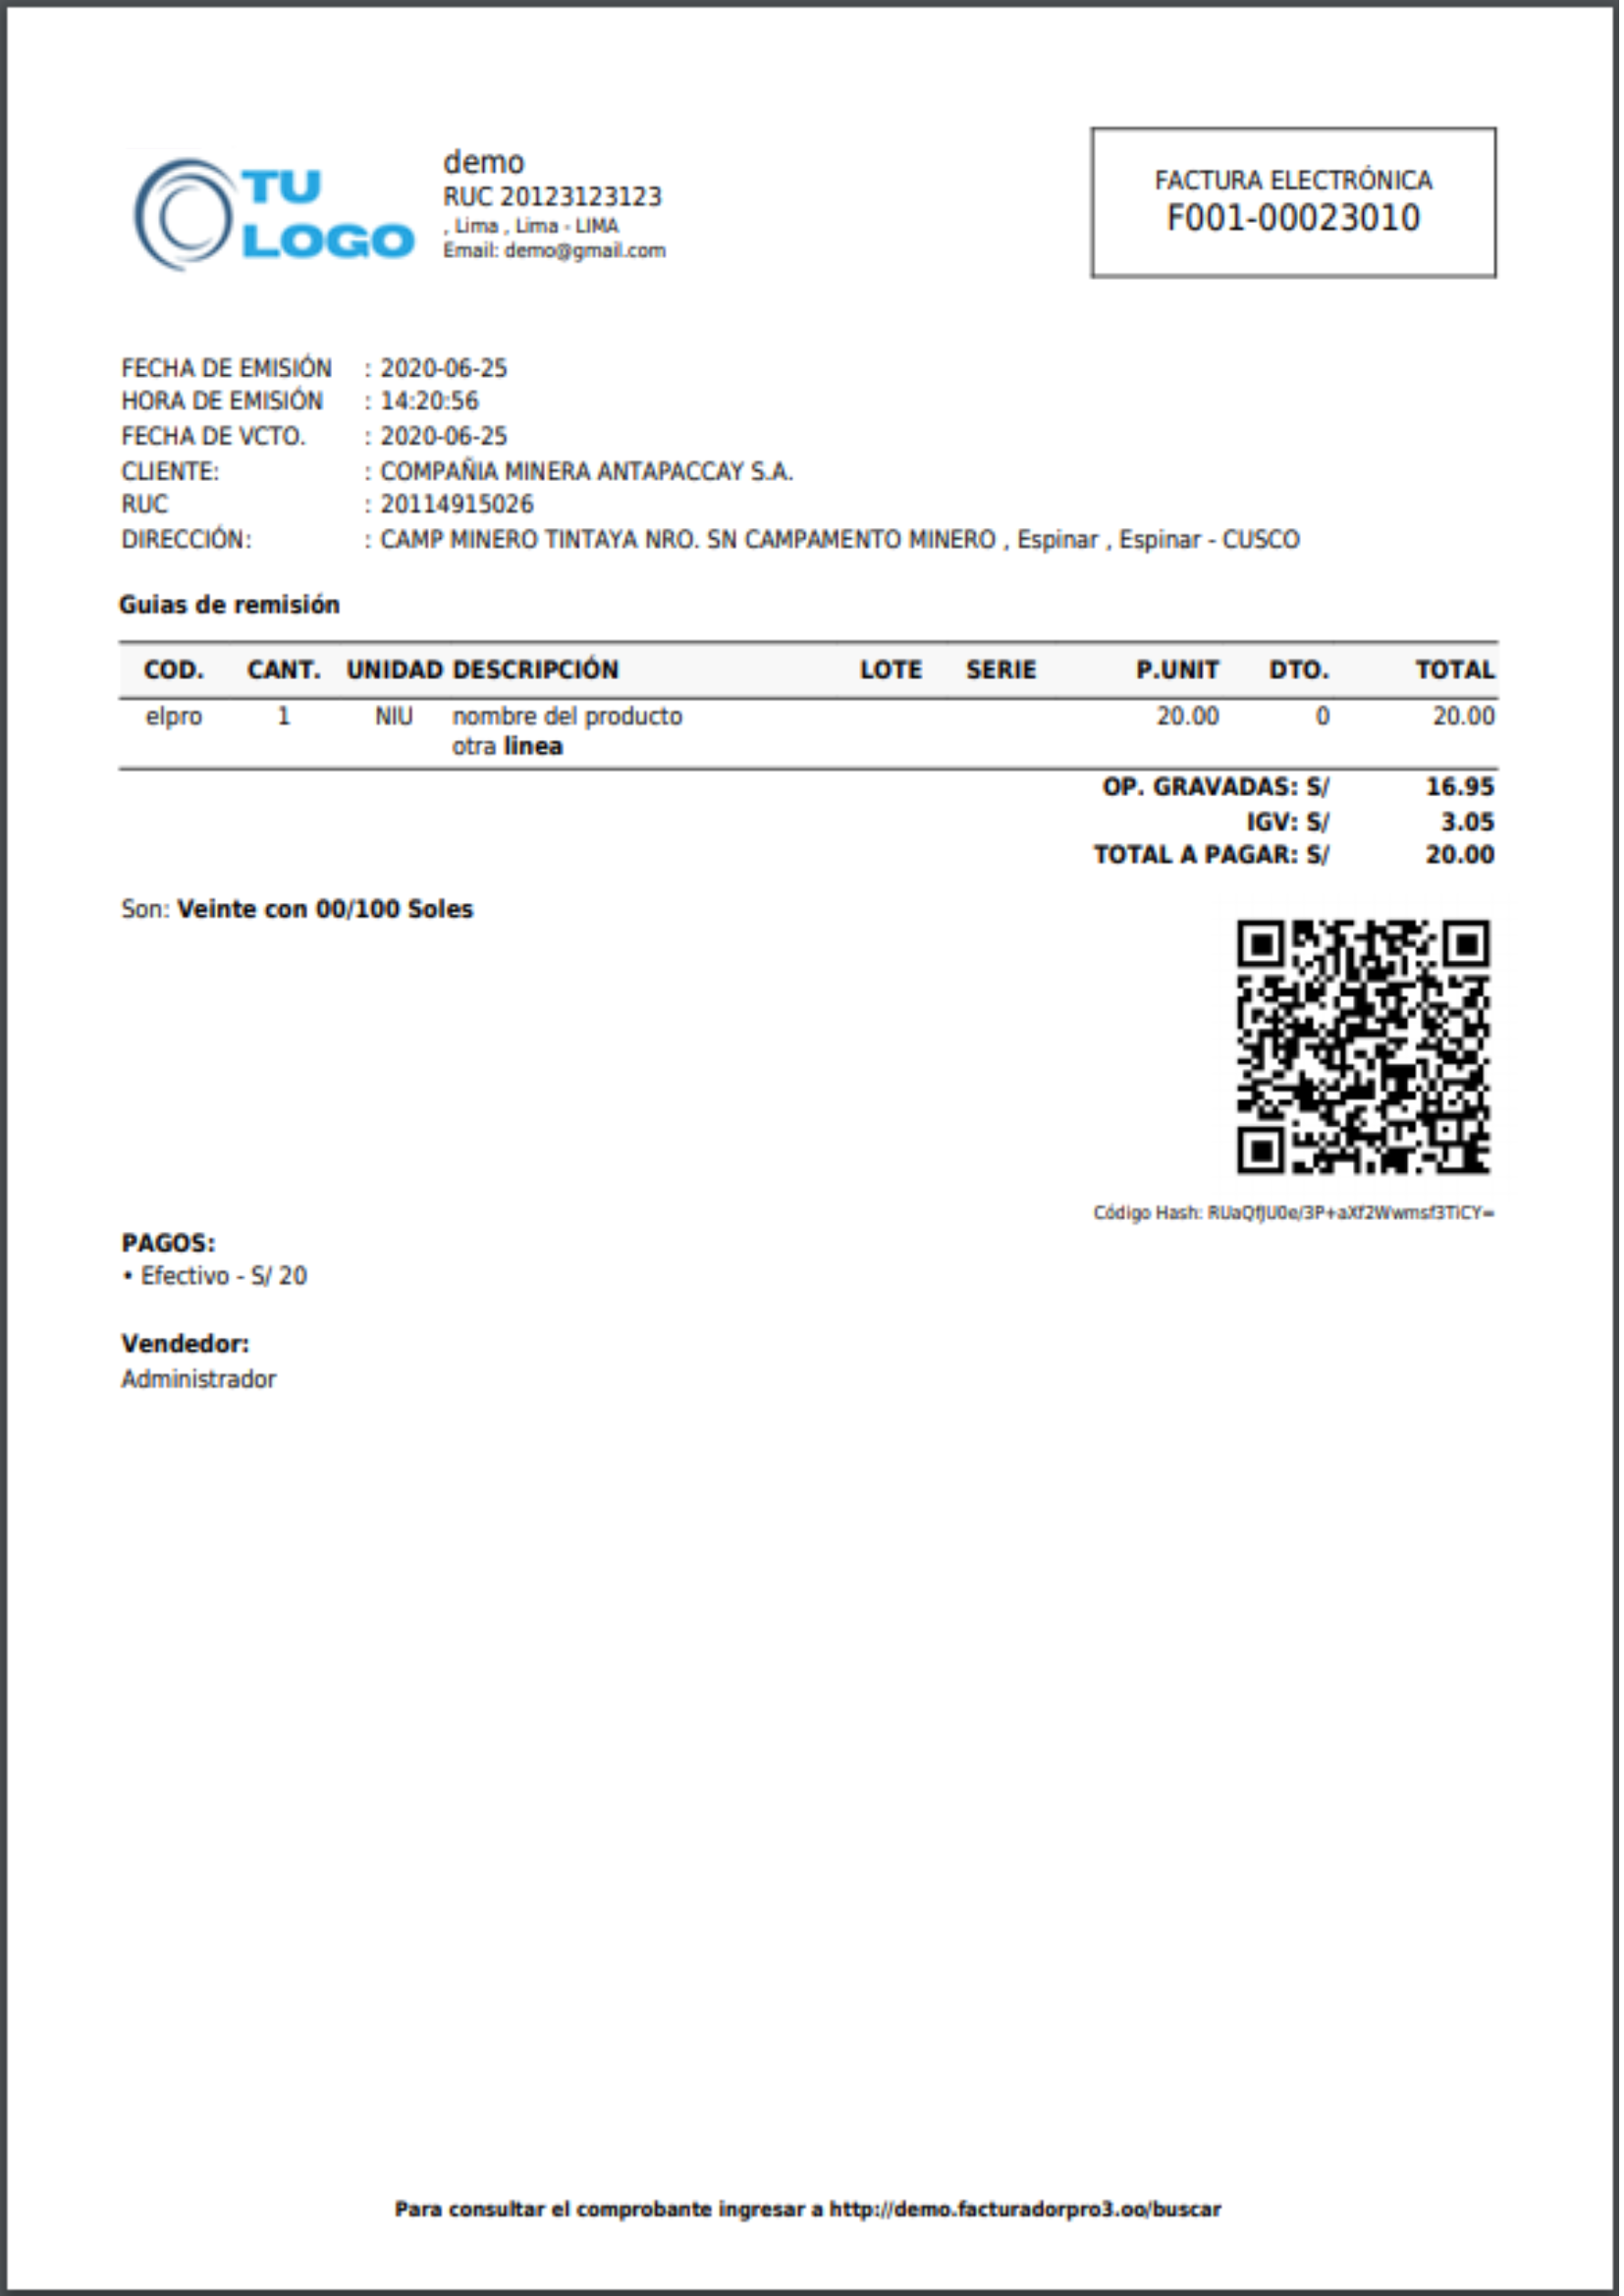 TU
LOGO
demo
RUC 20123123123
, Lima , Lima - LIMA
Email: demo@gmail.com
FACTURA ELECTRÓNICA
F001-00023010
FECHA DE EMISIÓN : 2020-06-25
HORA DE EMISIÓN : 14:20:56
FECHA DE VCTO. : 2020-06-25
CLIENTE: : COMPAÑIA MINERA ANTAPACCAY S.A.
RUC : 20114915026
DIRECCIÓN: : CAMP MINERO TINTAYA NRO. SN CAMPAMENTO MINERO , Espinar , Espinar - CUSCO
Guias de remisión
COD. CANT. UNIDAD DESCRIPCIÓN LOTE SERIE P.UNIT DTO. TOTAL
elpro 1 NIU nombre del producto 20.00 0 20.00
otra linea
OP. GRAVADAS: S/ 16.95
IGV: S/ 3.05
TOTAL A PAGAR: S/ 20.00
Son: Veinte con 00/100 Soles
Código Hash: RUaQfJU0e/3P+aXf2Wwmsf3TiCY=
PAGOS:
• Efectivo - S/ 20
Vendedor:
Administrador
Para consultar el comprobante ingresar a http://demo.facturadorpro3.oo/buscar